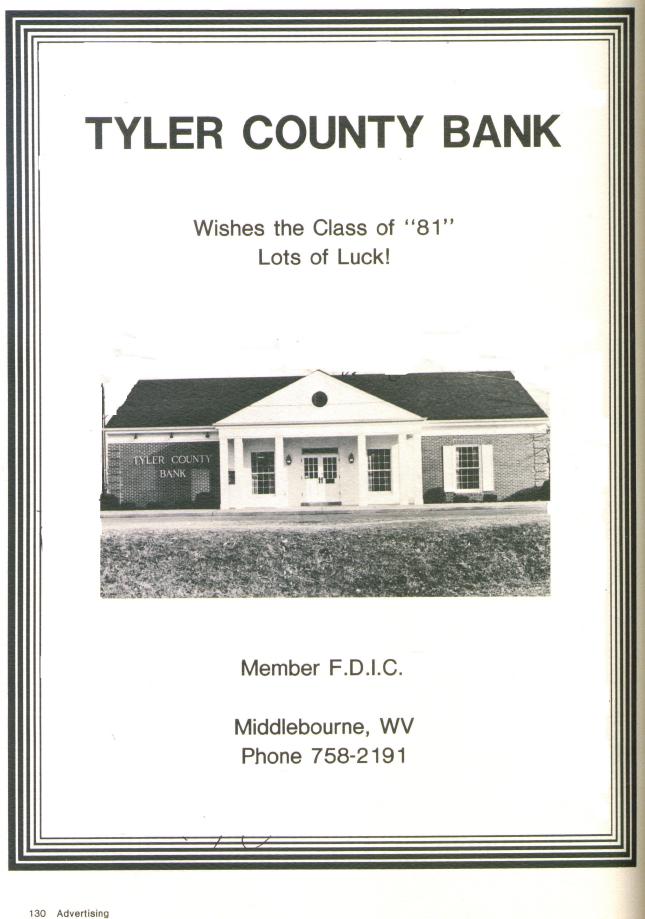 TYLER COUNTY BANK
Wishes the Class of "81"
Lots of Luck!
TYLER COUNTY
BANK
Member F.D.I.C.
Middlebourne, WV
Phone 758-2191
130 Advertising